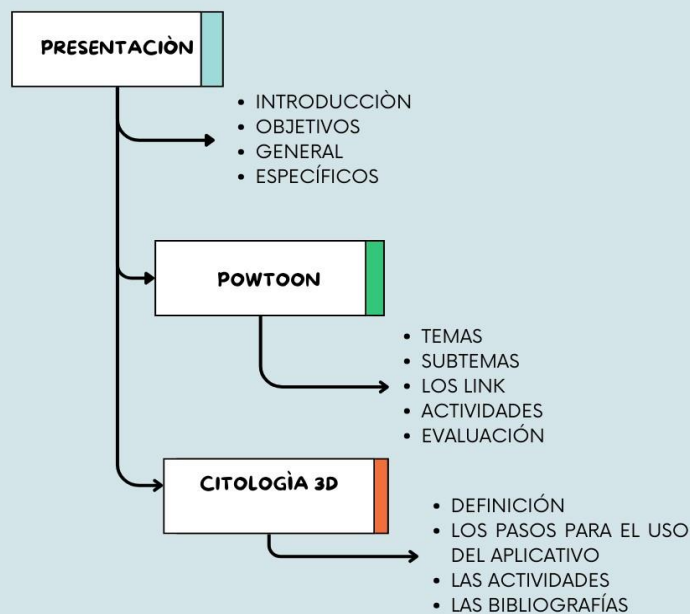 PRESENTACIÒN
• INTRODUCCIÒN
• OBJETIVOS
• GENERAL
• ESPECÍFICOS
POWTOON
• TEMAS
• SUBTEMAS
• LOS LINK
• ACTIVIDADES
• EVALUACIÓN
CITOLOGÌA 3D
• DEFINICIÓN
• LOS PASOS PARA EL USO
DEL APLICATIVO
• LAS ACTIVIDADES
• LAS BIBLIOGRAFÍAS